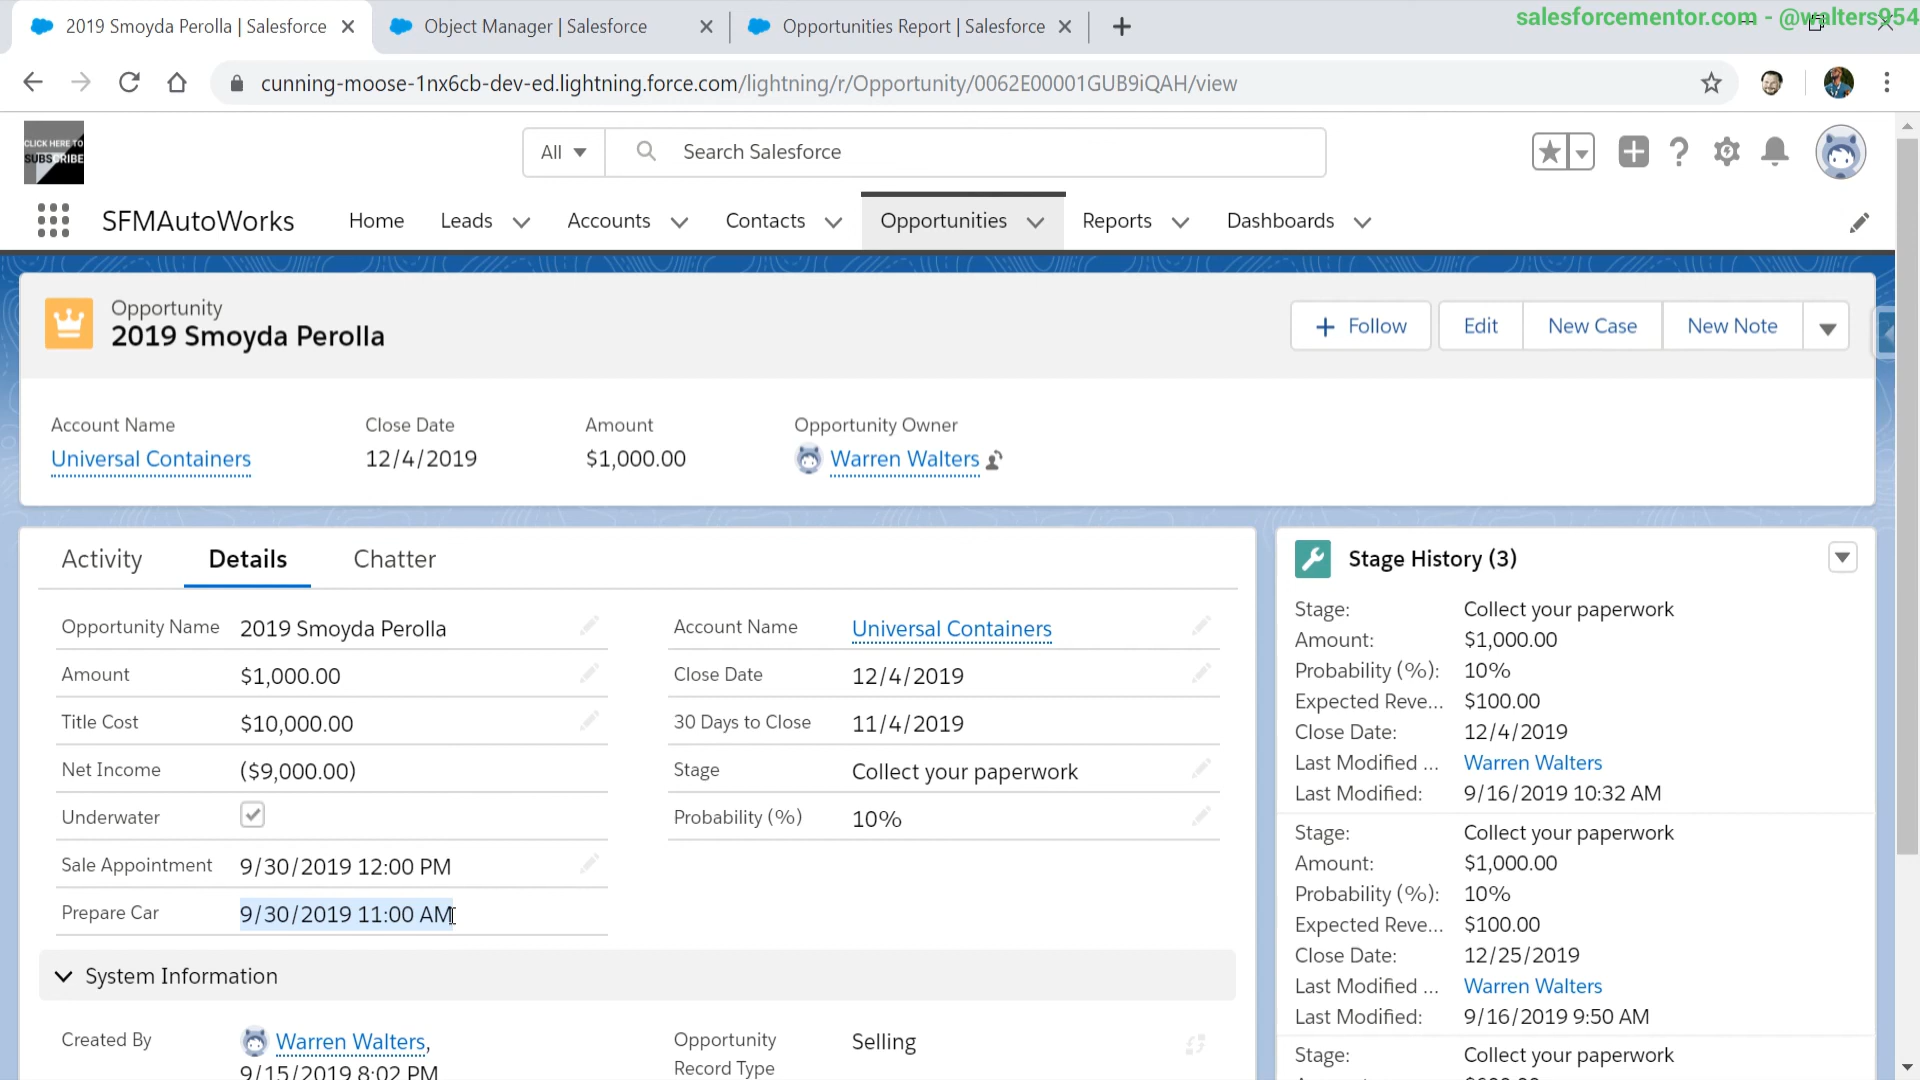 2019 Smoyda Perolla | Salesforce
Object Manager | Salesforce
Opportunities Report | Salesforce
salesforcementor.com - @walters954
cunning-moose-1nx6cb-dev-ed.lightning.force.com/lightning/r/Opportunity/0062E00001GUB9iQAH/view
CLICK HERE TO
SUBSCRIBE
All
Search Salesforce
SFMAutoWorks
Home
Leads
Accounts
Contacts
Opportunities
Reports
Dashboards
Opportunity
2019 Smoyda Perolla
Follow
Edit
New Case
New Note
Account Name
Universal Containers
Close Date
12/4/2019
Amount
$1,000.00
Opportunity Owner
Warren Walters
Activity
Details
Chatter
Opportunity Name 2019 Smoyda Perolla
Amount $1,000.00
Title Cost $10,000.00
Net Income ($9,000.00)
Underwater
Sale Appointment 9/30/2019 12:00 PM
Prepare Car 9/30/2019 11:00 AM
Account Name Universal Containers
Close Date 12/4/2019
30 Days to Close 11/4/2019
Stage Collect your paperwork
Probability (%) 10%
System Information
Created By Warren Walters,
9/15/2019 8:02 PM
Opportunity
Record Type
Selling
Stage History (3)
Stage: Collect your paperwork
Amount: $1,000.00
Probability (%): 10%
Expected Reve... $100.00
Close Date: 12/4/2019
Last Modified ... Warren Walters
Last Modified: 9/16/2019 10:32 AM
Stage: Collect your paperwork
Amount: $1,000.00
Probability (%): 10%
Expected Reve... $100.00
Close Date: 12/25/2019
Last Modified ... Warren Walters
Last Modified: 9/16/2019 9:50 AM
Stage: Collect your paperwork